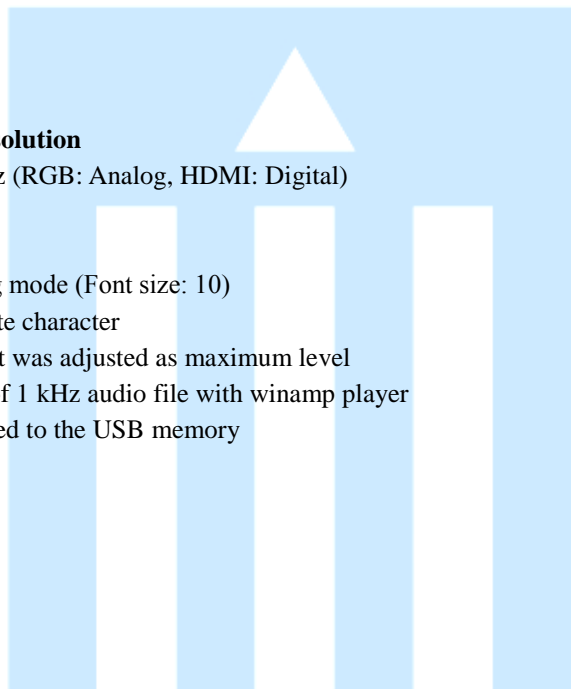 olution
z (RGB: Analog, HDMI: Digital)
g mode (Font size: 10)
te character
t was adjusted as maximum level
f 1 kHz audio file with winamp player
ed to the USB memory